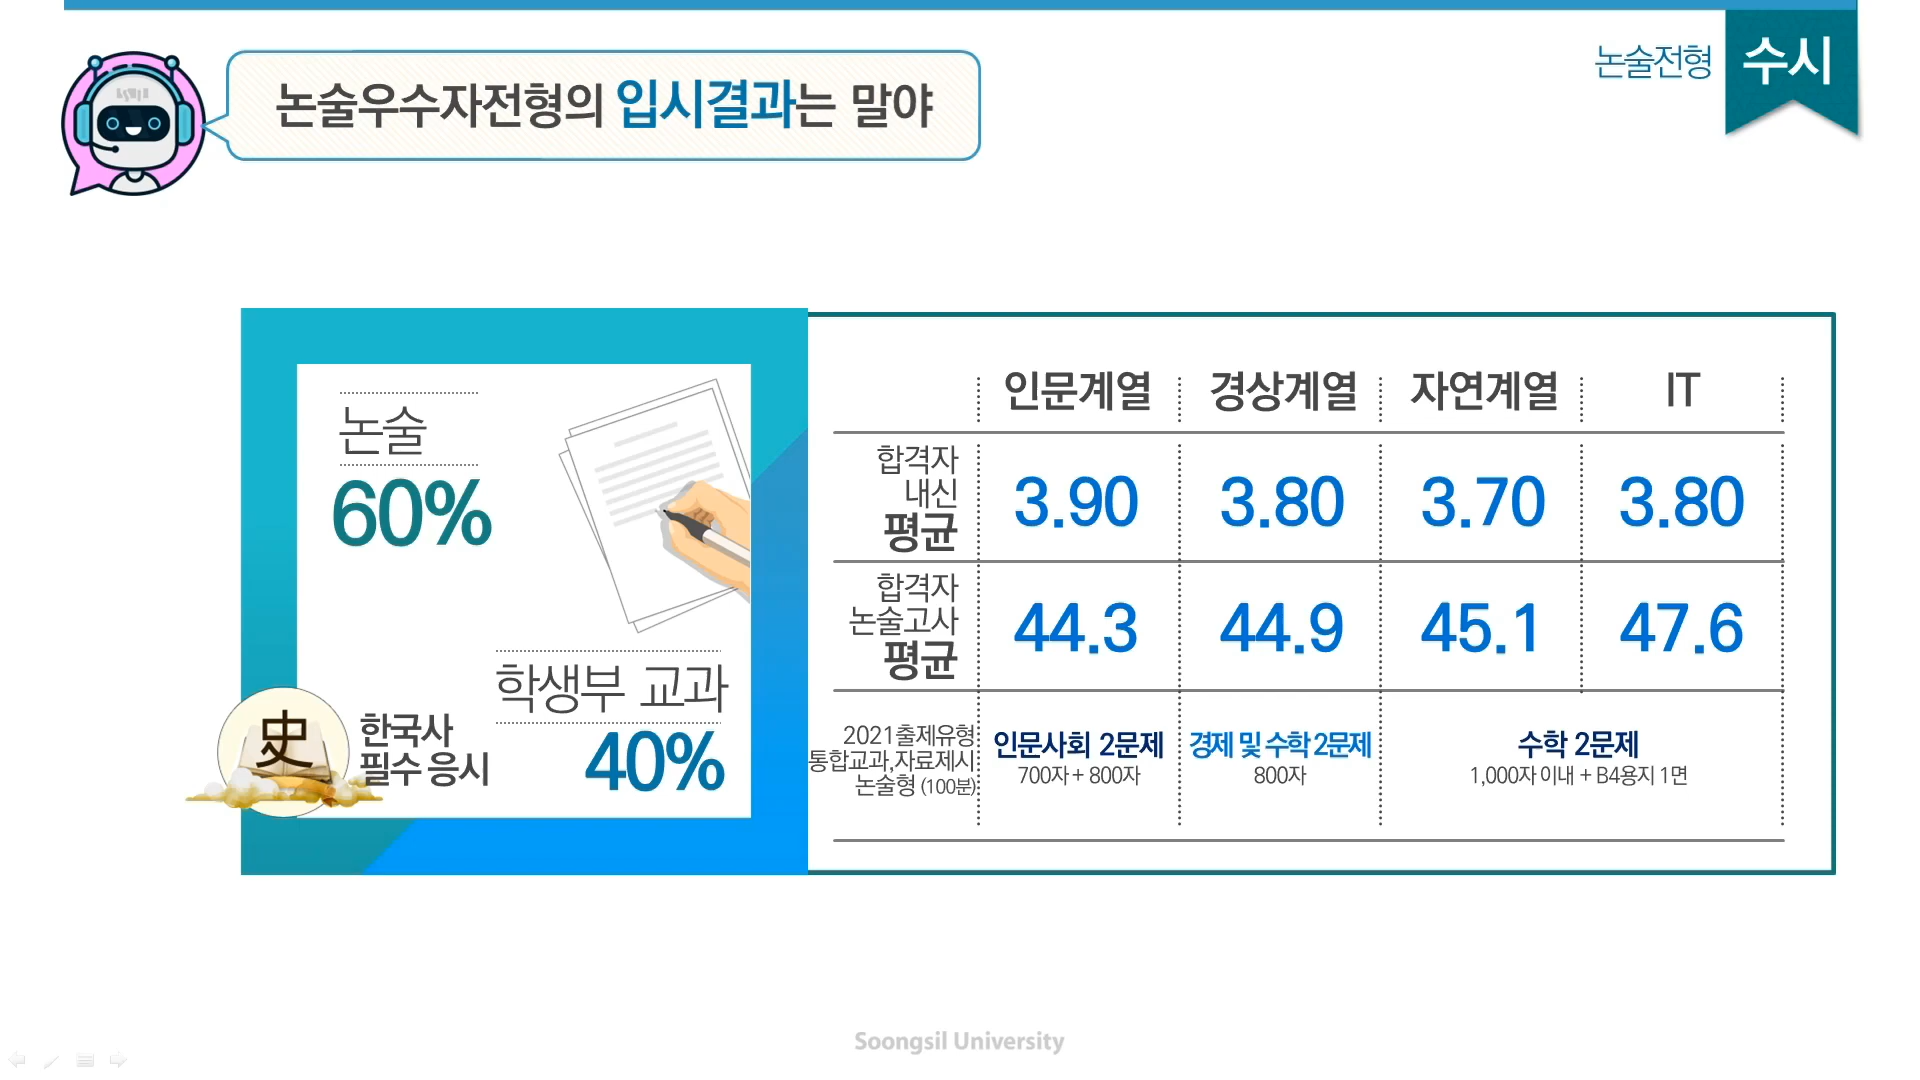 논술전형 수시
논술우수자전형의 입시결과는 말야
논술
60%
학생부 교과
40%
史
한국사
필수 응시
인문계열 경상계열 자연계열 IT
합격자
내신
평균
3.90 3.80 3.70 3.80
합격자
논술고사
평균
44.3 44.9 45.1 47.6
2021출제유형
통합교과,자료제시
논술형 (100분)
인문사회 2문제
700자 + 800자
경제 및 수학 2문제
800자
수학 2문제
1,000자 이내 + B4용지 1면
Soongsil University